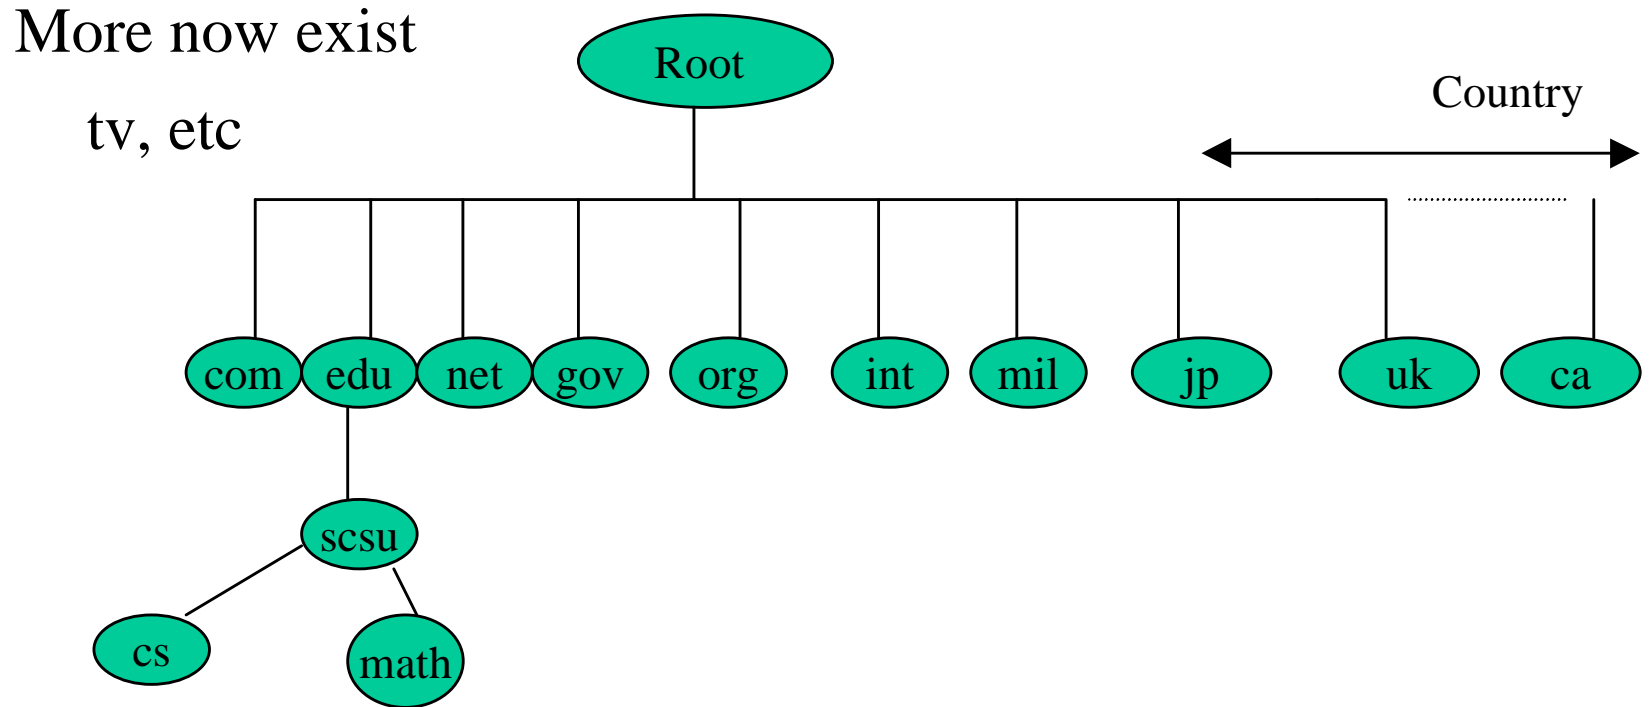 More now exist
tv, etc
Root
Country
com edu net gov org int mil jp uk ca
scsu
cs math